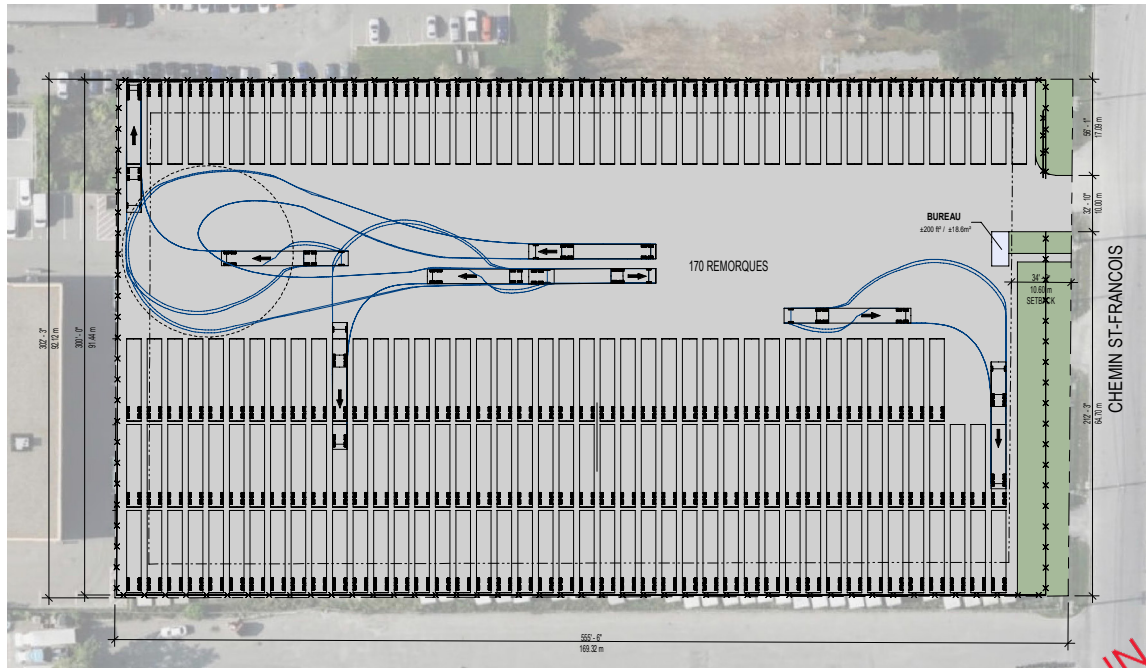 56' - 1"
17.09 m
32' - 10"
10.00 m
BUREAU
±200 ft² / ±18.6m²
170 REMORQUES
10.60 m
SETBACK
CHEMIN ST-FRANCOIS
302' - 3"
92.12 m
300' - 0"
91.44 m
212' - 3"
64.70 m
555' - 6"
169.32 m